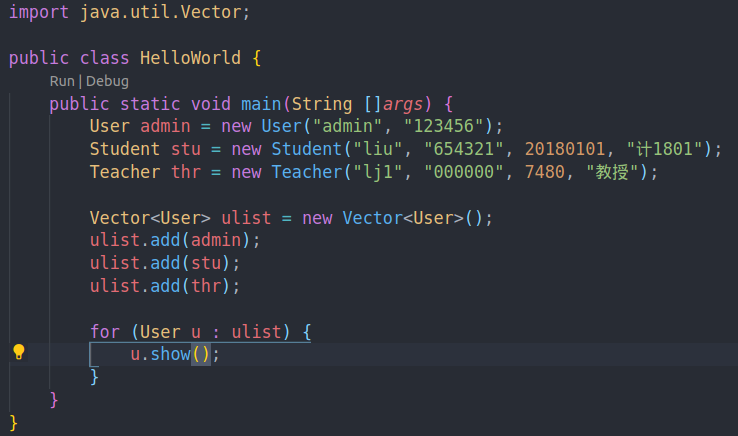 import java.util.Vector;
public class HelloWorld {
Run | Debug
public static void main(String []args) {
User admin = new User("admin", "123456");
Student stu = new Student("liu", "654321", 20180101, "计1801");
Teacher thr = new Teacher("lj1", "000000", 7480, "教授");
Vector<User> ulist = new Vector<User>();
ulist.add(admin);
ulist.add(stu);
ulist.add(thr);
for (User u : ulist) {
u.show();
}
}
}